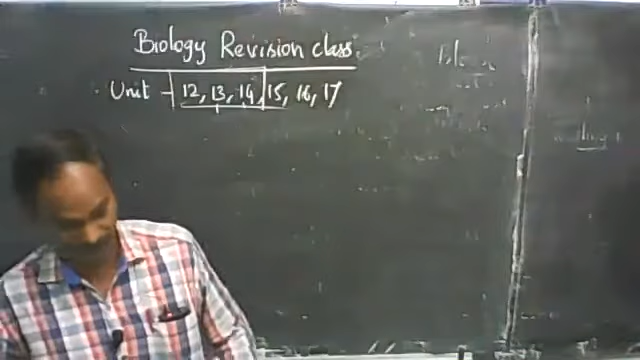 Biology Revision class
Unit - 12, 13, 14, 15, 16, 17